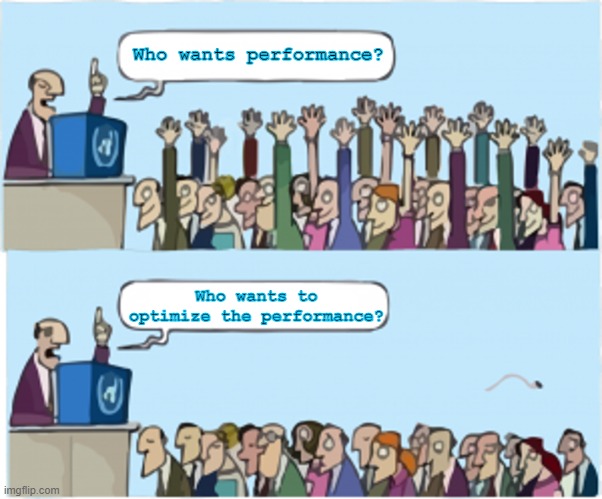 Who wants performance?
Who wants to
optimize the performance?
imgflip.com